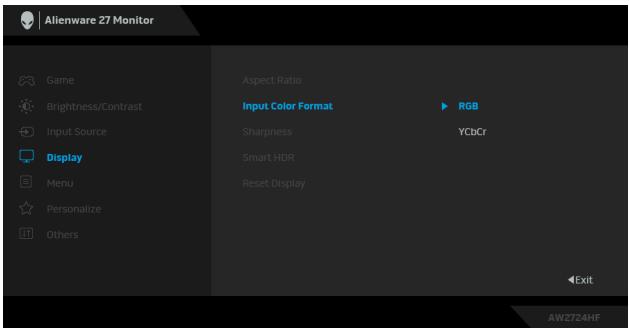 Alienware 27 Monitor
Game
Aspect Ratio
Brightness/Contrast
Input Color Format
RGB
Input Source
Sharpness
YCbCr
Display
Smart HDR
Menu
Reset Display
Personalize
Others
Exit
AW2724HF